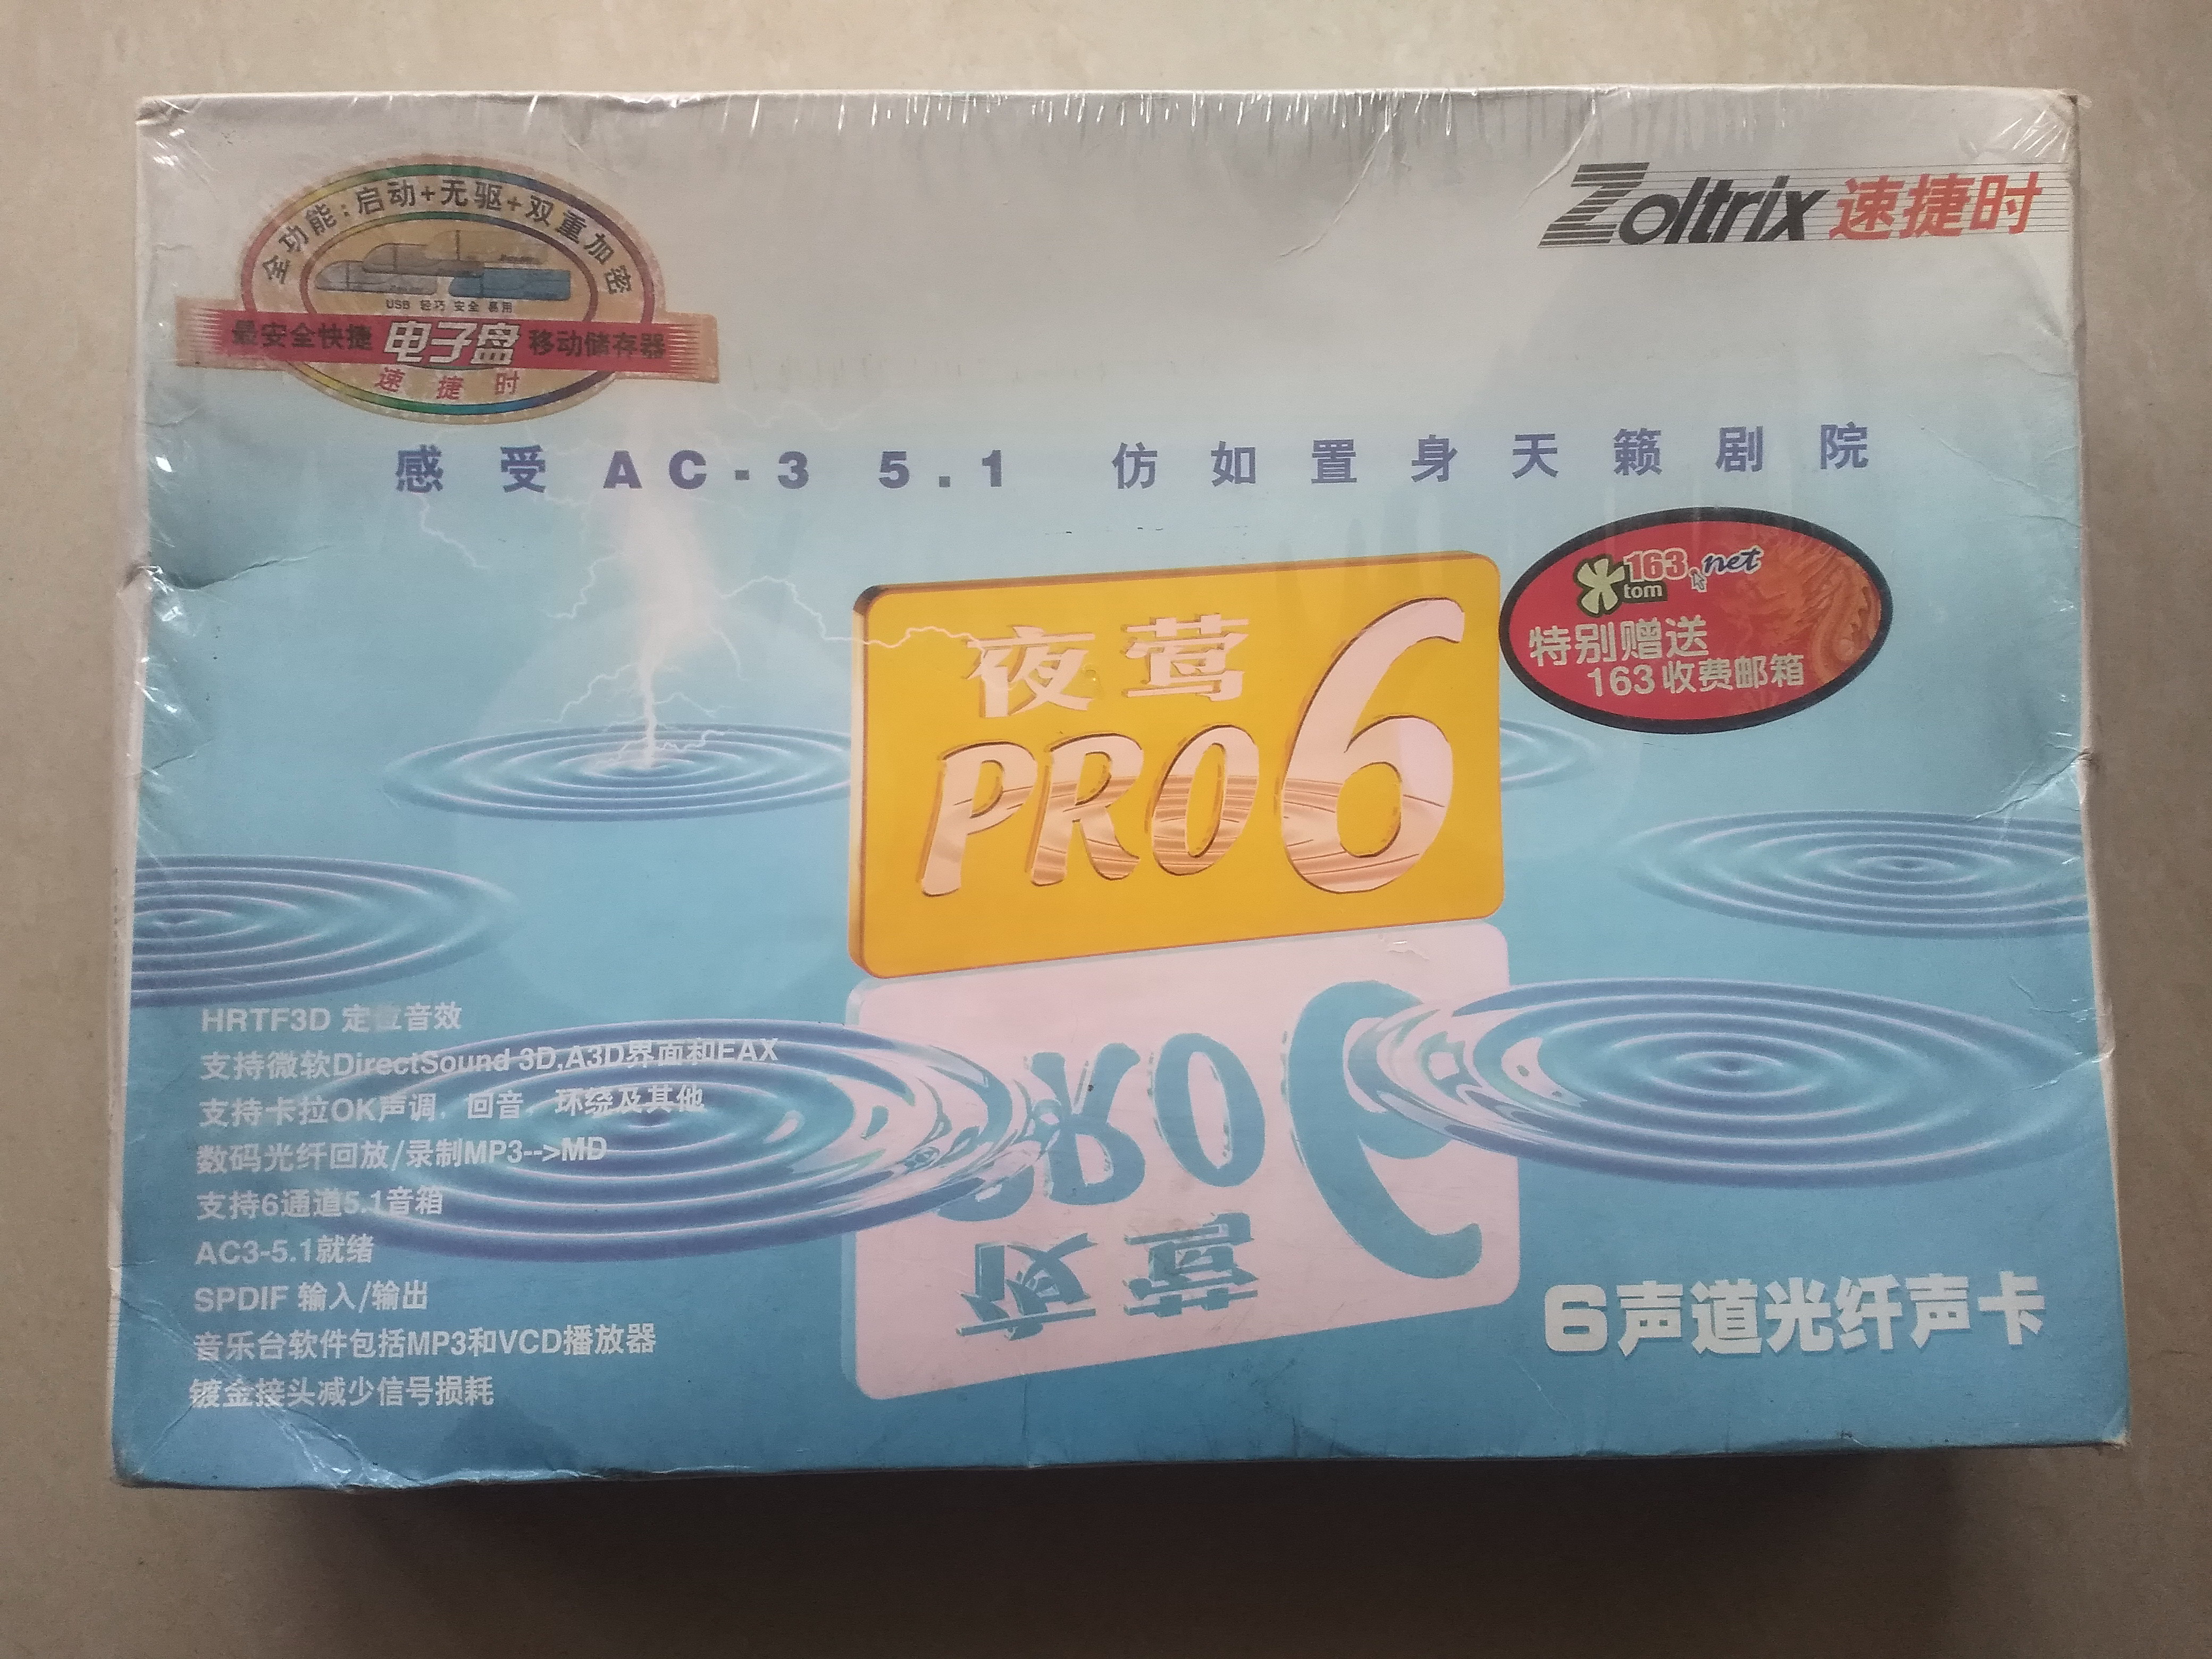 全功能:启动+无驱+双重加密
USB 轻巧 安全 易用
最安全快捷 电子盘 移动储存器
速捷时
Zoltrix 速捷时
感受AC-3 5.1 仿如置身天籁剧院
163.net
tom
特别赠送
163收费邮箱
夜莺
PRO6
HRTF3D 定位音效
支持微软DirectSound 3D,A3D界面和EAX
支持卡拉OK声调，回音，环绕及其他
数码光纤回放/录制MP3-->MD
支持6通道5.1音箱
AC3-5.1就绪
SPDIF 输入/输出
音乐台软件包括MP3和VCD播放器
镀金接头减少信号损耗
6声道光纤声卡